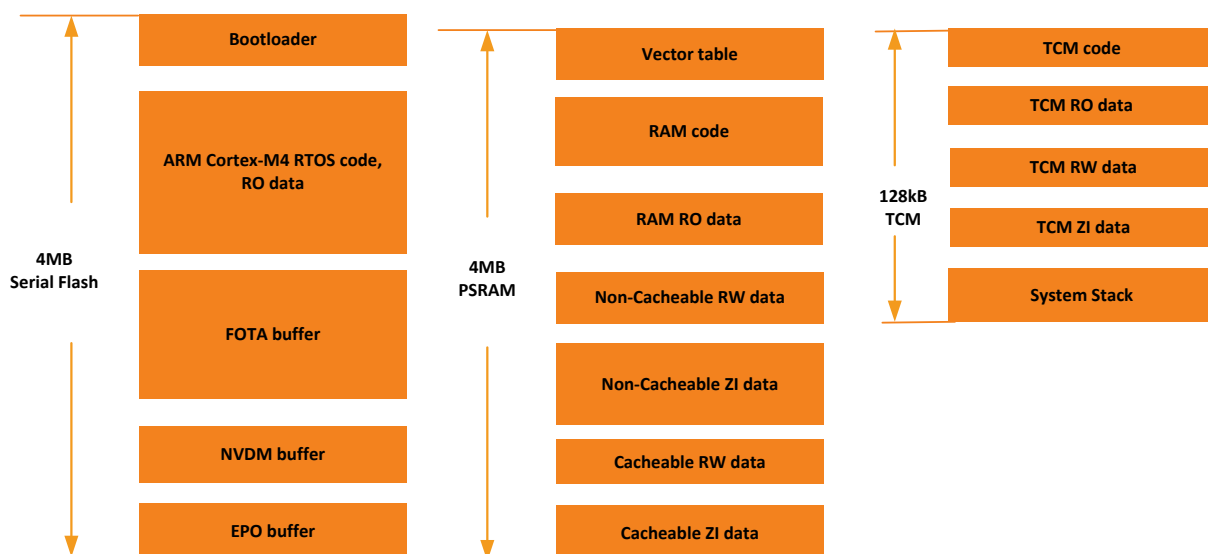 4MB
Serial Flash
Bootloader
ARM Cortex-M4 RTOS code,
RO data
FOTA buffer
NVDM buffer
EPO buffer
4MB
PSRAM
Vector table
RAM code
RAM RO data
Non-Cacheable RW data
Non-Cacheable ZI data
Cacheable RW data
Cacheable ZI data
128kB
TCM
TCM code
TCM RO data
TCM RW data
TCM ZI data
System Stack